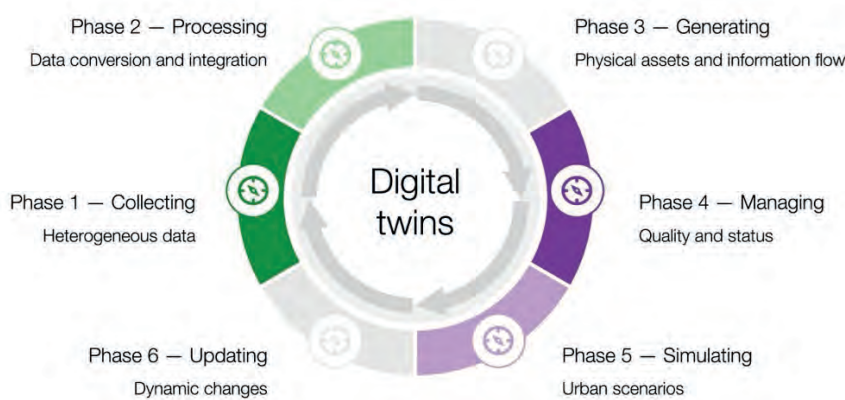 Phase 2 — Processing
Data conversion and integration
Phase 3 — Generating
Physical assets and information flow
Digital
twins
Phase 1 — Collecting
Heterogeneous data
Phase 4 — Managing
Quality and status
Phase 6 — Updating
Dynamic changes
Phase 5 — Simulating
Urban scenarios